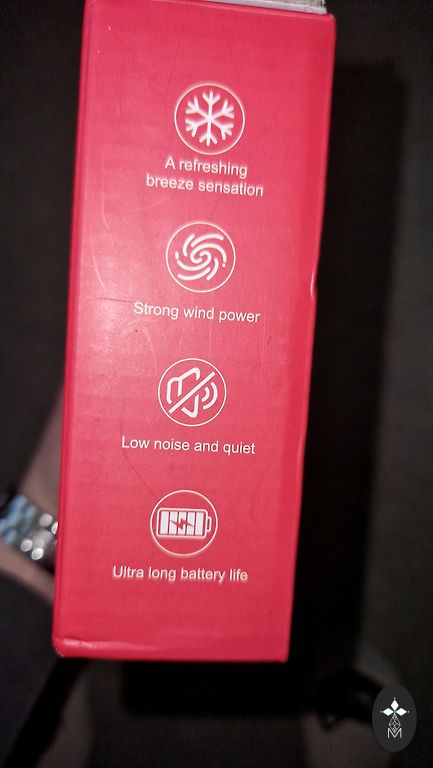 A refreshing
breeze sensation
Strong wind power
Low noise and quiet
Ultra long battery life